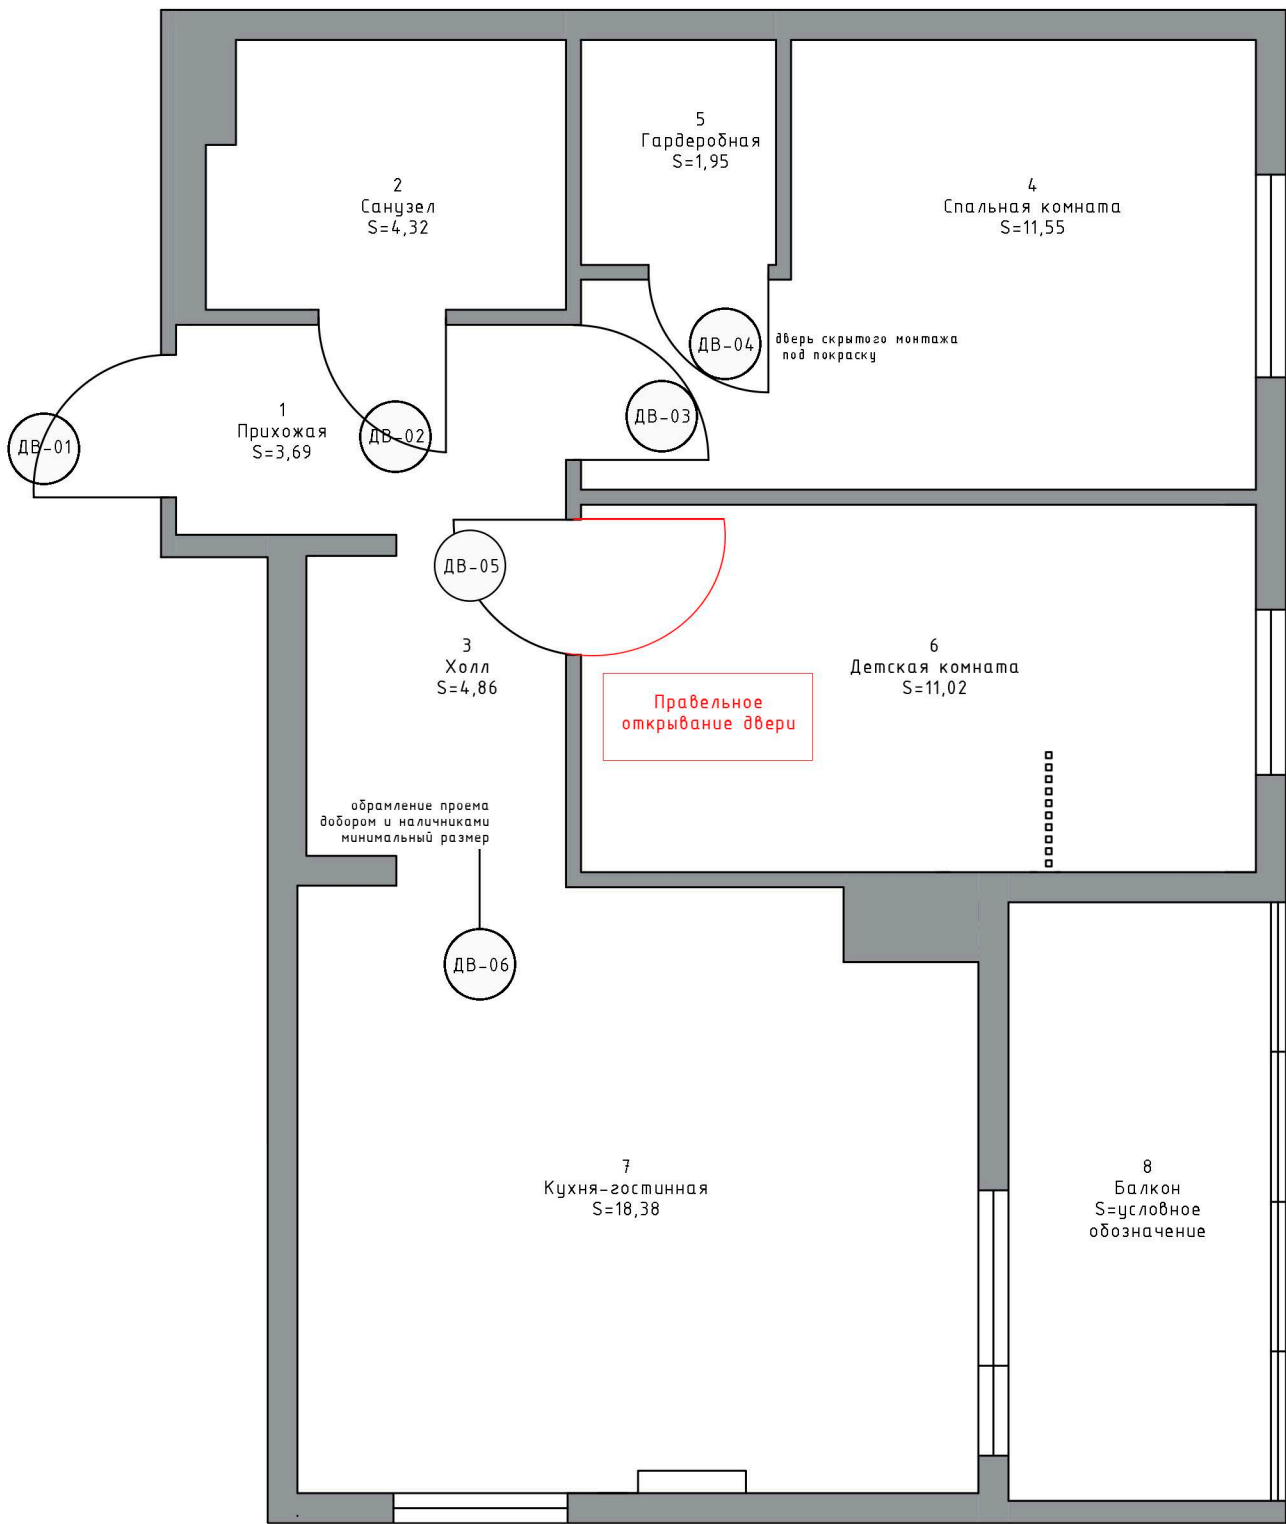 5
Гардеробная
S=1,95
2
Санузел
S=4,32
4
Спальная комната
S=11,55
ДВ-04
дверь скрытого монтажа
под покраску
ДВ-03
1
Прихожая
S=3,69
ДВ-02
ДВ-01
ДВ-05
3
Холл
S=4,86
6
Детская комната
S=11,02
Правельное
открывание двери
обрамление проема
добором и наличниками
минимальный размер
ДВ-06
7
Кухня-гостинная
S=18,38
8
Балкон
S=условное
обозначение